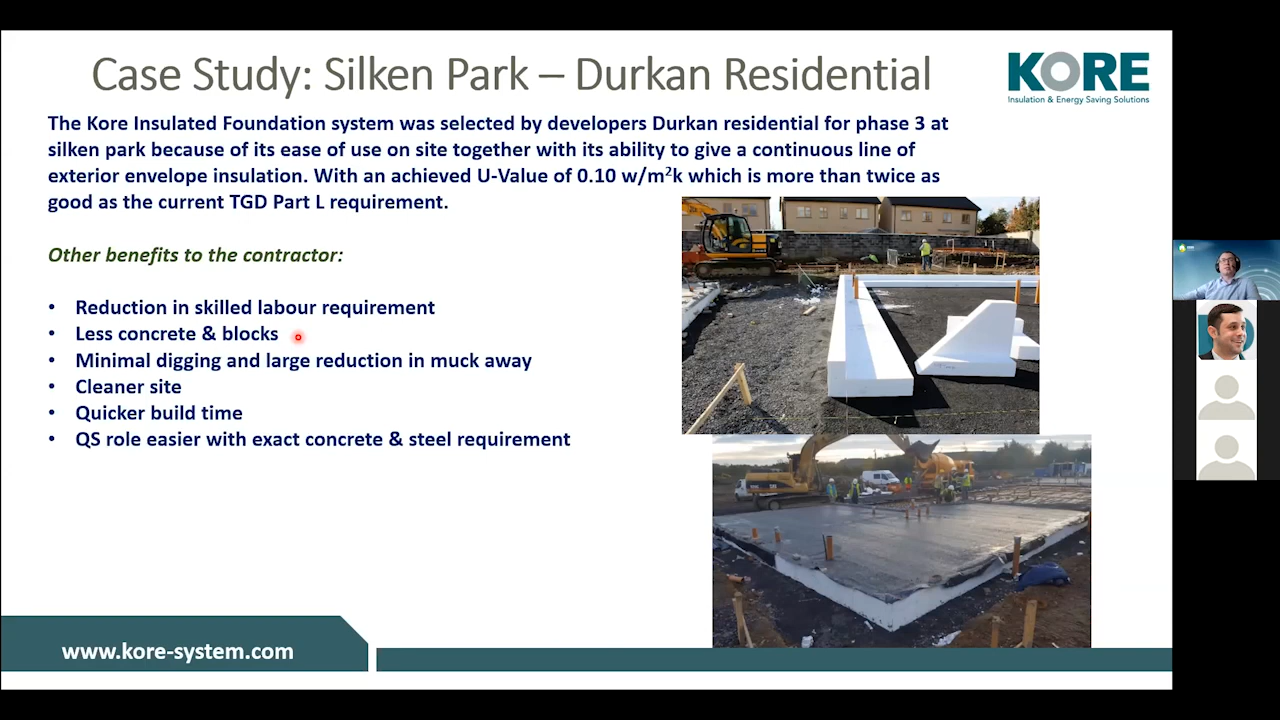 Case Study: Silken Park – Durkan Residential
KORE
Insulation & Energy Saving Solutions
The Kore Insulated Foundation system was selected by developers Durkan residential for phase 3 at
silken park because of its ease of use on site together with its ability to give a continuous line of
exterior envelope insulation. With an achieved U-Value of 0.10 w/m²k which is more than twice as
good as the current TGD Part L requirement.
Other benefits to the contractor:
• Reduction in skilled labour requirement
• Less concrete & blocks
• Minimal digging and large reduction in muck away
• Cleaner site
• Quicker build time
• QS role easier with exact concrete & steel requirement
www.kore-system.com